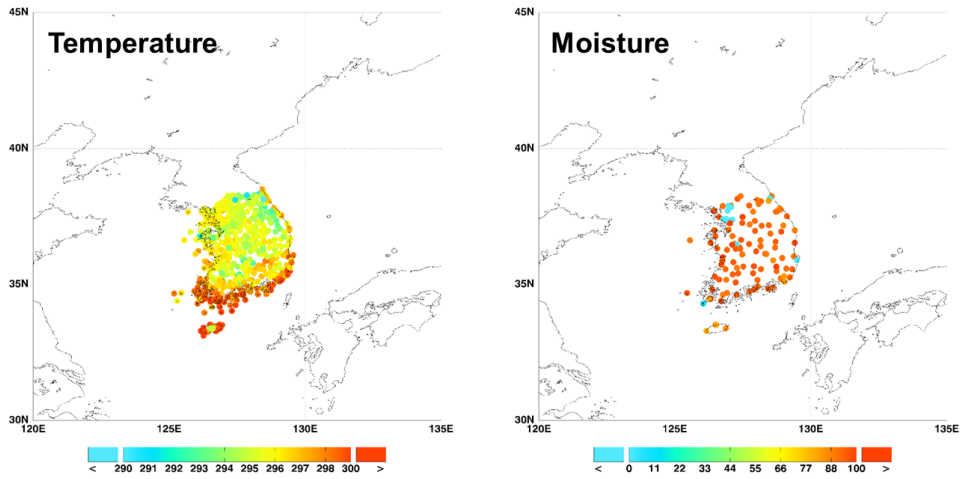 Temperature
45N
40N
35N
30N
120E 125E 130E 135E
< 290 291 292 293 294 296 297 298 300 >
Moisture
45N
40N
35N
30N
120E 125E 130E 135E
< 0 11 22 33 44 55 66 77 88 100 >